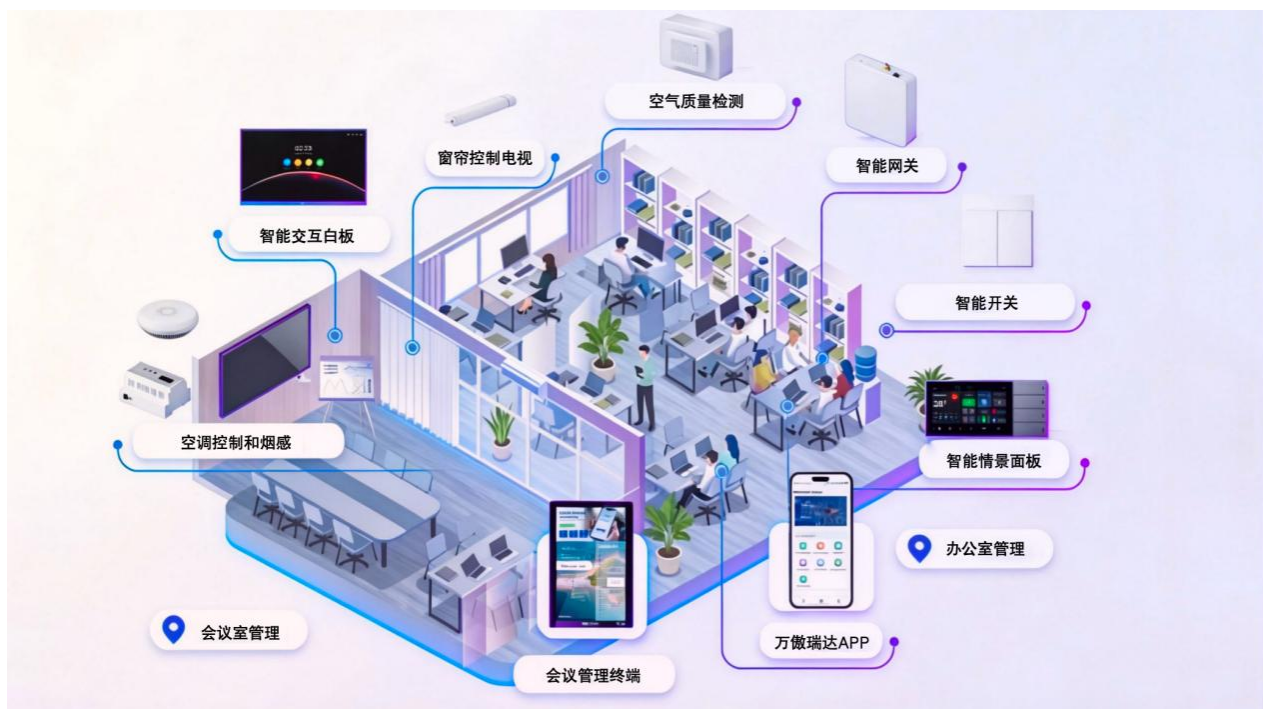 空气质量检测
窗帘控制电视
智能网关
智能交互白板
智能开关
空调控制和烟感
智能情景面板
办公室管理
会议室管理
万傲瑞达APP
会议管理终端